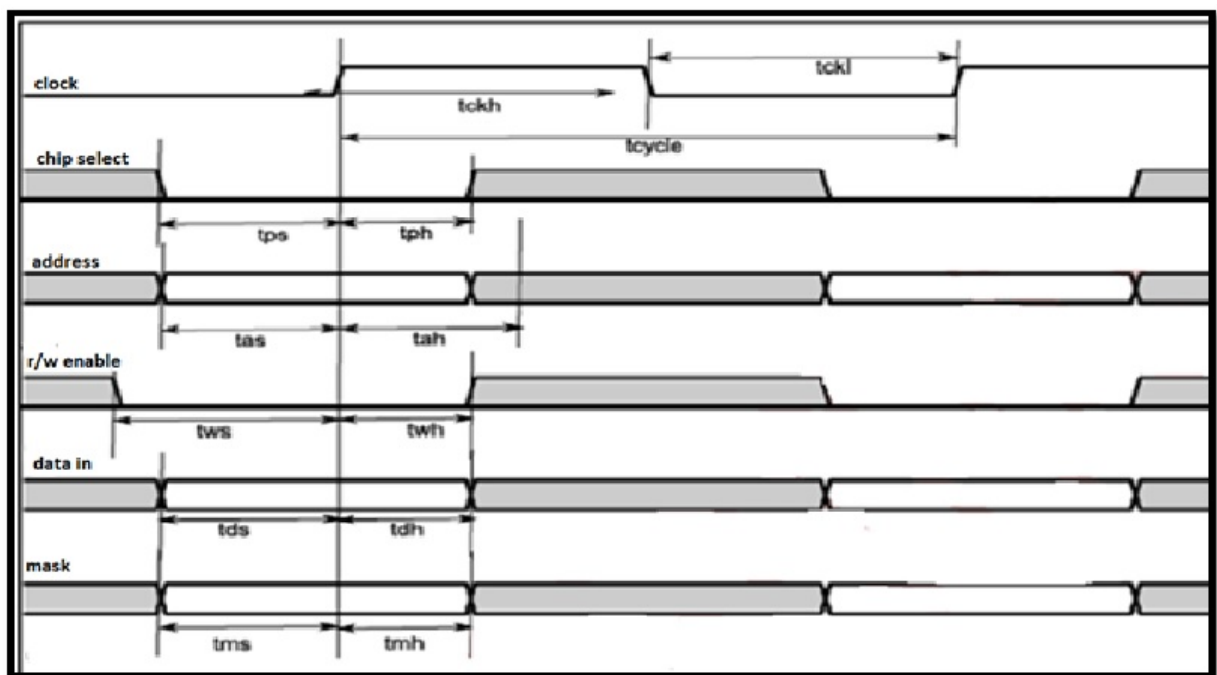 tckl
clock
tckh
tcycle
chip select
tps tph
address
tas tah
r/w enable
tws twh
data in
tds tdh
mask
tms tmh